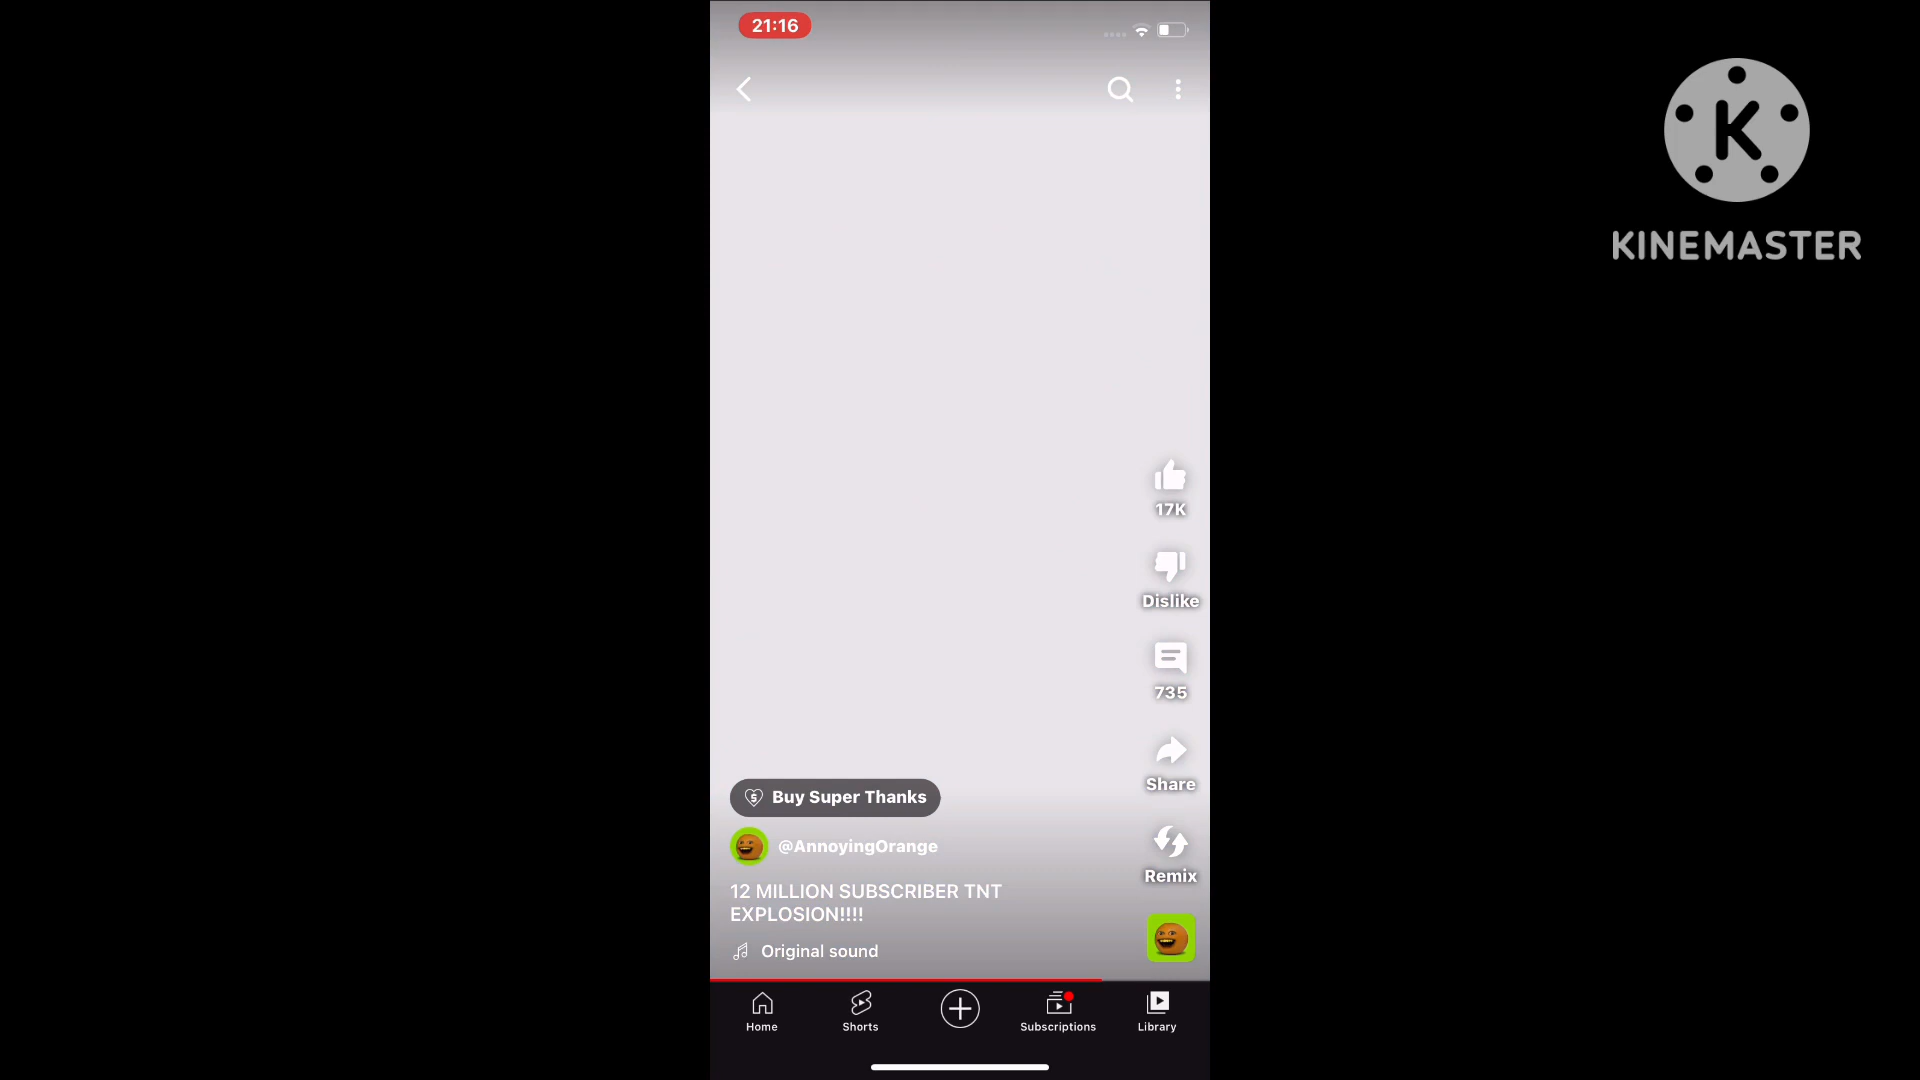 21:16
KINEMASTER
17K
Dislike
735
Share
Buy Super Thanks
@AnnoyingOrange
Remix
12 MILLION SUBSCRIBER TNT
EXPLOSION!!!!
Original sound
Home
Shorts
Subscriptions
Library